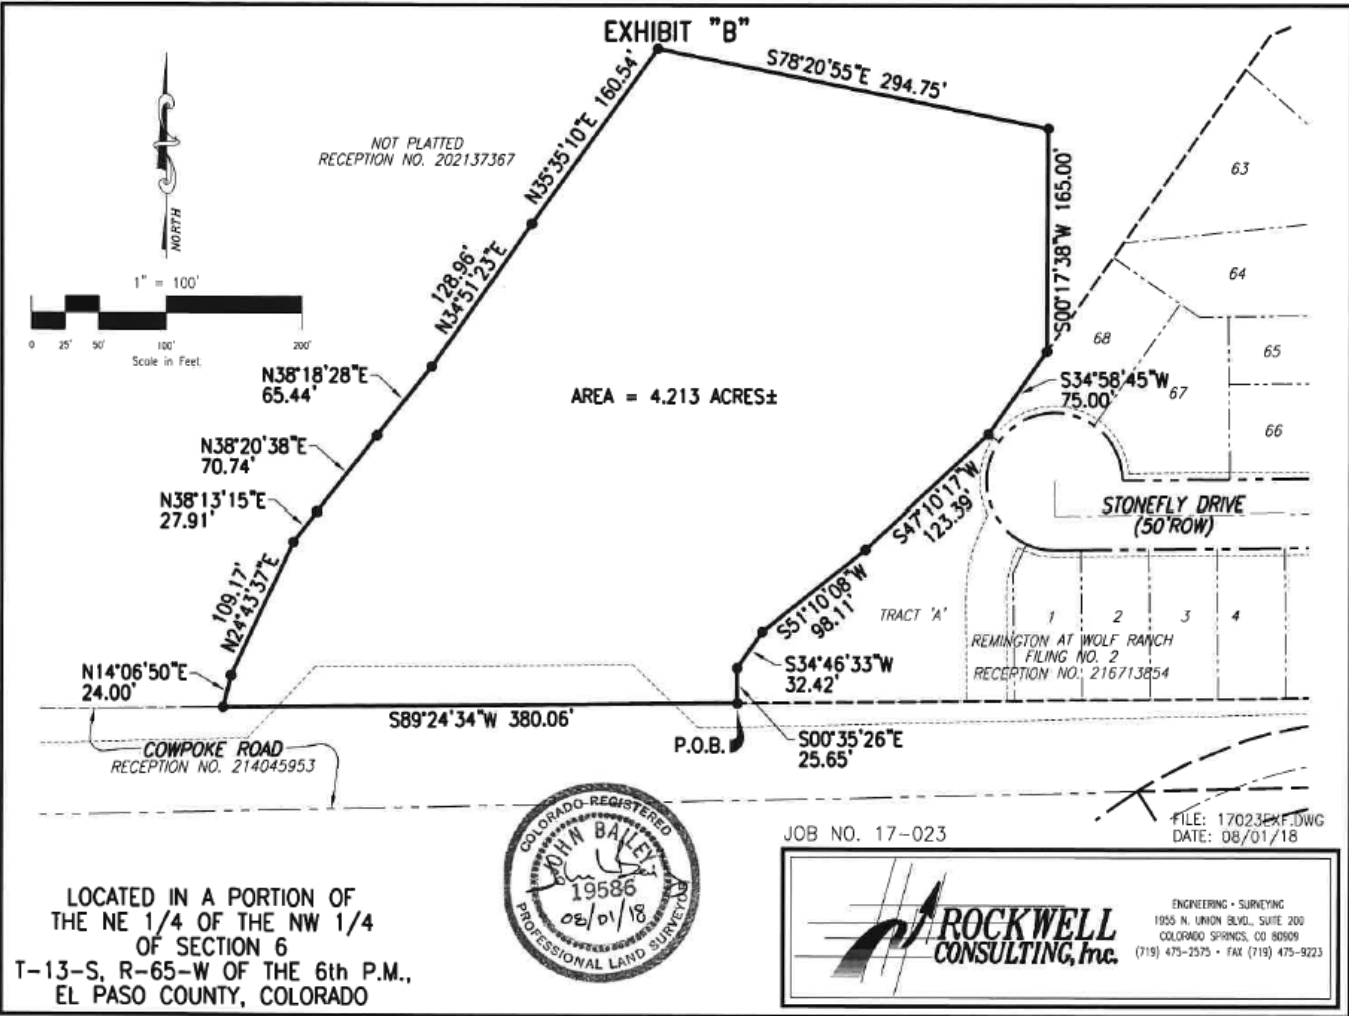 EXHIBIT "B"
S78°20'55"E 294.75'
N35°35'10"E 160.54'
NOT PLATTED
RECEPTION NO. 202137367
NORTH
1" = 100'
0 25' 50' 100' 200'
Scale in Feet
128.96'
N34°51'23"E
S00°17'38"W 165.00'
63
64
68
65
67
66
N38°18'28"E
65.44'
AREA = 4.213 ACRES±
S34°58'45"W
75.00'
N38°20'38"E
70.74'
N38°13'15"E
27.91'
S47°10'17"W
123.39'
STONEFLY DRIVE
(50'ROW)
109.17'
N24°43'37"E
S51°10'08"W
98.11'
TRACT 'A'
1 2 3 4
REMINGTON AT WOLF RANCH
FILING NO. 2
RECEPTION NO. 216713854
N14°06'50"E
24.00'
S34°46'33"W
32.42'
S89°24'34"W 380.06'
P.O.B.
S00°35'26"E
25.65'
COWPOKE ROAD
RECEPTION NO. 214045953
COLORADO REGISTERED
JOHN BAILEY
19586
08/01/18
PROFESSIONAL LAND SURVEYOR
JOB NO. 17-023
FILE: 17023EXF.DWG
DATE: 08/01/18
LOCATED IN A PORTION OF
THE NE 1/4 OF THE NW 1/4
OF SECTION 6
T-13-S, R-65-W OF THE 6th P.M.,
EL PASO COUNTY, COLORADO
ROCKWELL
CONSULTING, Inc.
ENGINEERING • SURVEYING
1955 N. UNION BLVD., SUITE 200
COLORADO SPRINGS, CO 80909
(719) 475-2575 • FAX (719) 475-9223